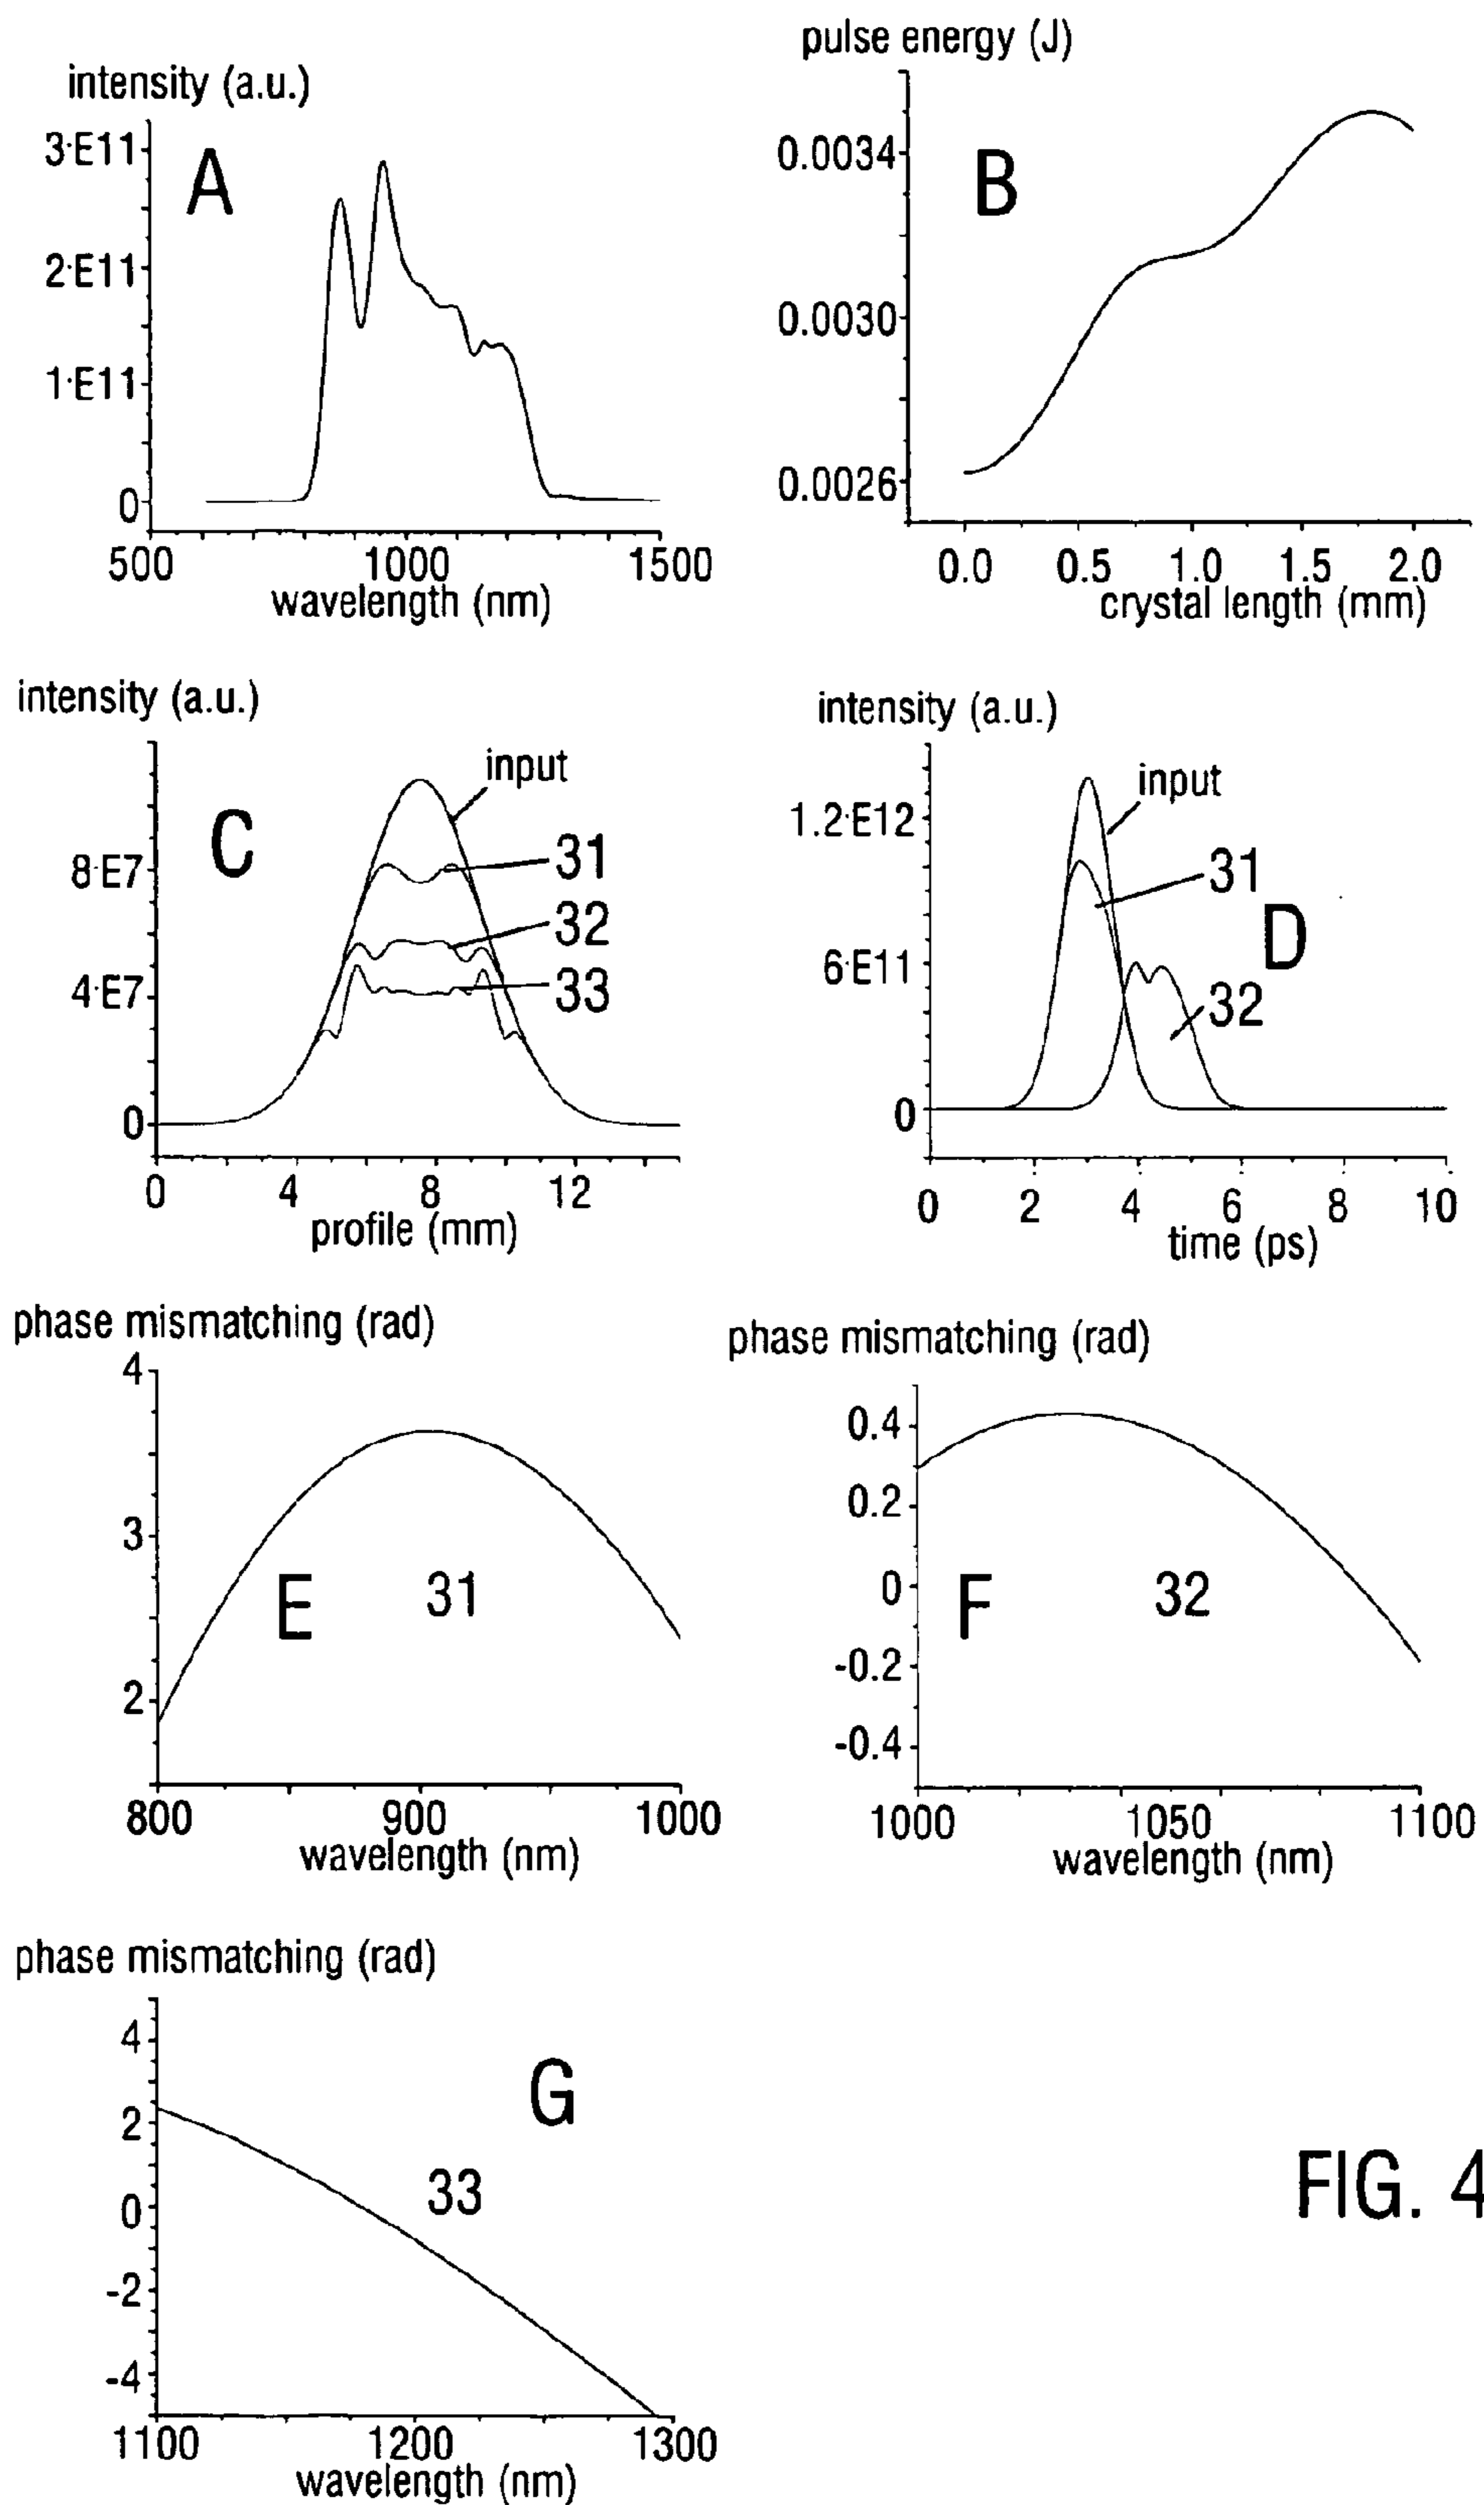 intensity (a.u.)
3·E11
2·E11
1·E11
0
A
500 1000 1500
wavelength (nm)
pulse energy (J)
0.0034
0.0030
0.0026
B
0.0 0.5 1.0 1.5 2.0
crystal length (mm)
intensity (a.u.)
8·E7
4·E7
0
C
input
31
32
33
0 4 8 12
profile (mm)
intensity (a.u.)
1.2·E12
6·E11
0
input
31
D
32
0 2 4 6 8 10
time (ps)
phase mismatching (rad)
4
3
2
E 31
800 900 1000
wavelength (nm)
phase mismatching (rad)
0.4
0.2
0
-0.2
-0.4
F 32
1000 1050 1100
wavelength (nm)
phase mismatching (rad)
4
2
0
-2
-4
G
33
1100 1200 1300
wavelength (nm)
FIG. 4